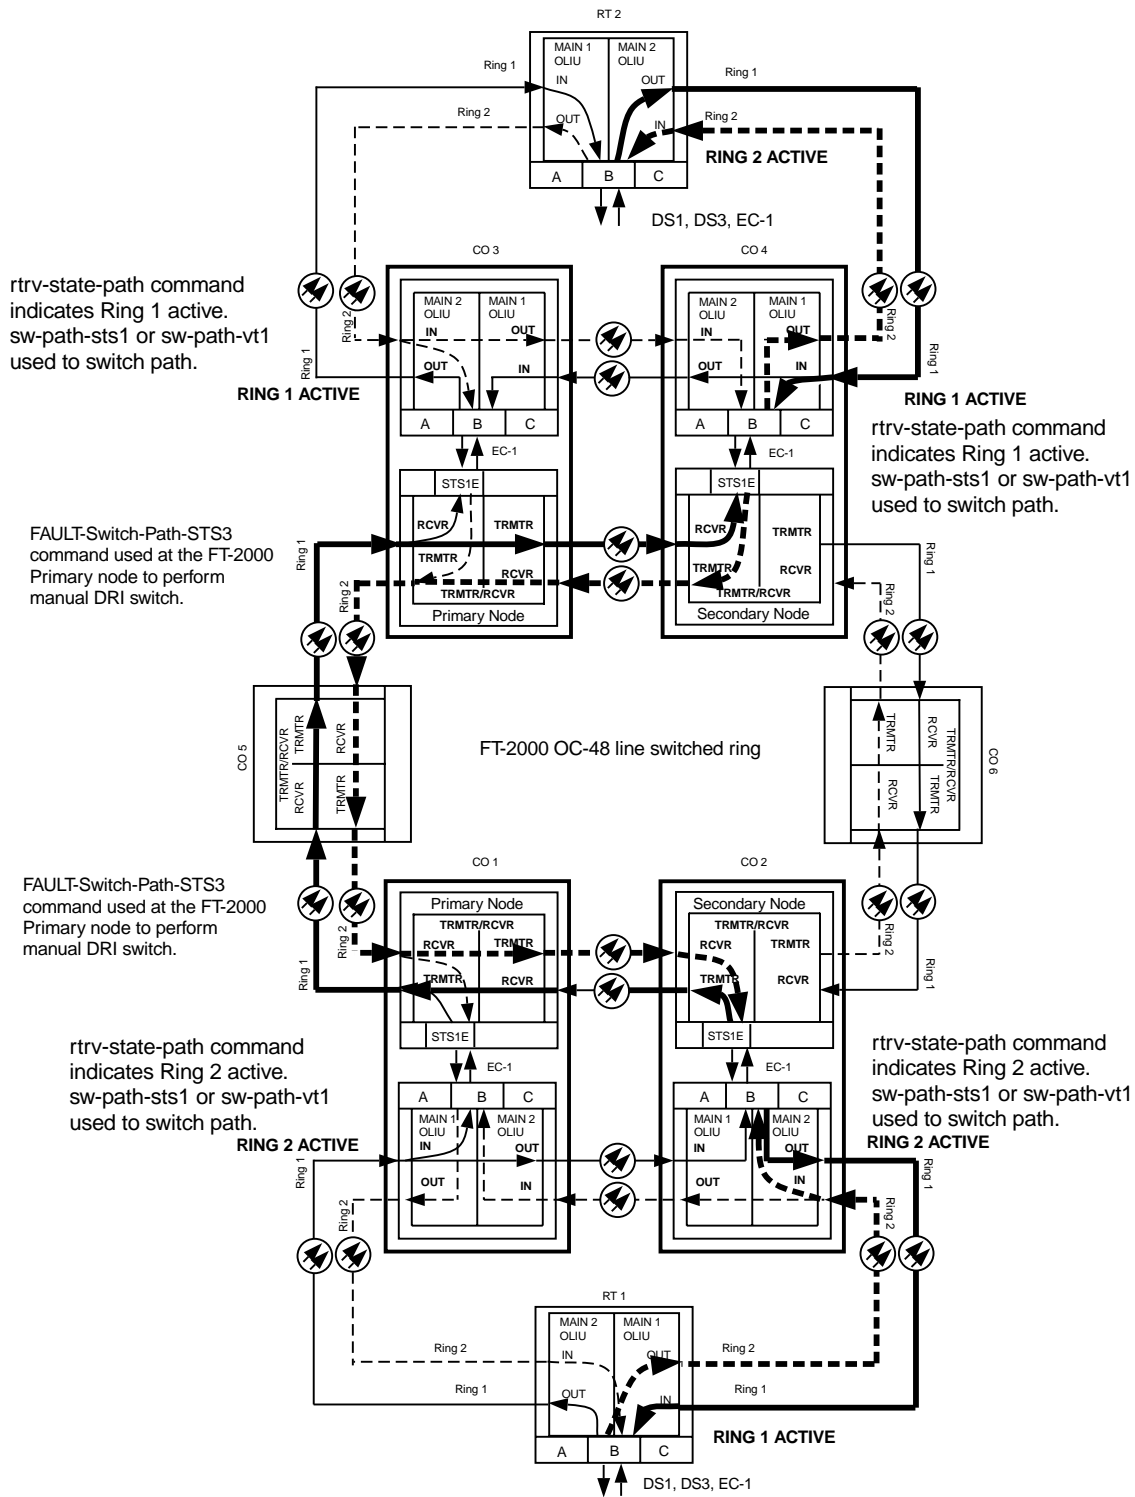 RT 2
MAIN 1
OLIU
MAIN 2
OLIU
Ring 1
IN
OUT
Ring 1
Ring 2
OUT
IN
Ring 2
RING 2 ACTIVE
A
B
C
DS1, DS3, EC-1
CO 3
CO 4
rtrv-state-path command
indicates Ring 1 active.
sw-path-sts1 or sw-path-vt1
used to switch path.
MAIN 2
OLIU
MAIN 1
OLIU
IN
OUT
OUT
IN
Ring 2
Ring 1
RING 1 ACTIVE
A
B
C
EC-1
MAIN 2
OLIU
MAIN 1
OLIU
IN
OUT
OUT
IN
Ring 2
Ring 1
RING 1 ACTIVE
A
B
C
EC-1
rtrv-state-path command
indicates Ring 1 active.
sw-path-sts1 or sw-path-vt1
used to switch path.
FAULT-Switch-Path-STS3
command used at the FT-2000
Primary node to perform
manual DRI switch.
Ring 1
Ring 2
STS1E
RCVR
TRMTR
TRMTR
RCVR
TRMTR/RCVR
Primary Node
STS1E
RCVR
TRMTR
TRMTR
RCVR
TRMTR/RCVR
Secondary Node
Ring 1
Ring 2
CO 5
TRMTR/RCVR
TRMTR
RCVR
RCVR
TRMTR
FT-2000 OC-48 line switched ring
TRMTR
RCVR
RCVR
TRMTR
TRMTR/RCVR
CO 6
FAULT-Switch-Path-STS3
command used at the FT-2000
Primary node to perform
manual DRI switch.
CO 1
CO 2
Ring 2
Ring 1
Primary Node
TRMTR/RCVR
RCVR
TRMTR
TRMTR
RCVR
STS1E
Secondary Node
TRMTR/RCVR
RCVR
TRMTR
TRMTR
RCVR
STS1E
Ring 2
Ring 1
rtrv-state-path command
indicates Ring 2 active.
sw-path-sts1 or sw-path-vt1
used to switch path.
RING 2 ACTIVE
EC-1
A
B
C
MAIN 1
OLIU
MAIN 2
OLIU
IN
OUT
OUT
IN
Ring 1
Ring 2
EC-1
A
B
C
MAIN 1
OLIU
MAIN 2
OLIU
IN
OUT
OUT
IN
Ring 1
Ring 2
rtrv-state-path command
indicates Ring 2 active.
sw-path-sts1 or sw-path-vt1
used to switch path.
RING 2 ACTIVE
RT 1
MAIN 2
OLIU
MAIN 1
OLIU
Ring 2
IN
OUT
Ring 2
Ring 1
OUT
IN
Ring 1
RING 1 ACTIVE
A
B
C
DS1, DS3, EC-1